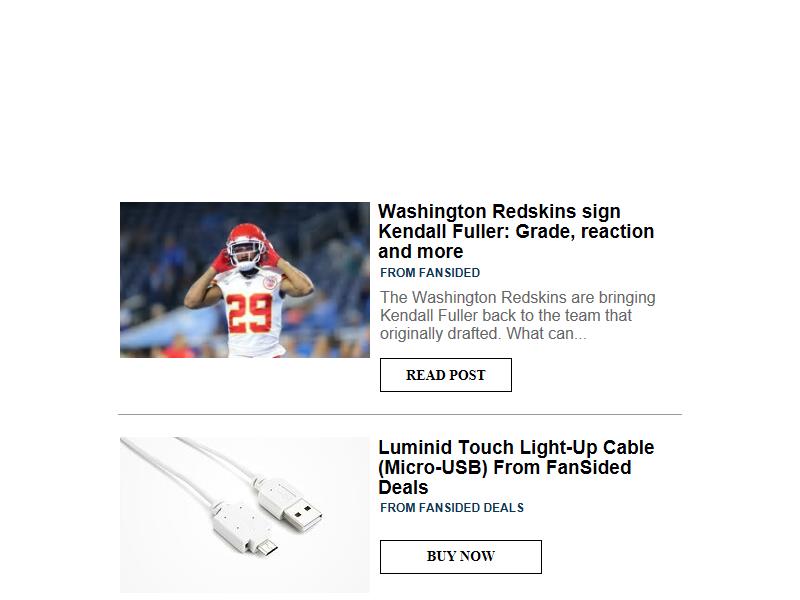 Washington Redskins sign
Kendall Fuller: Grade, reaction
and more
FROM FANSIDED
The Washington Redskins are bringing
Kendall Fuller back to the team that
originally drafted. What can...
READ POST
29
Luminid Touch Light-Up Cable
(Micro-USB) From FanSided
Deals
FROM FANSIDED DEALS
BUY NOW